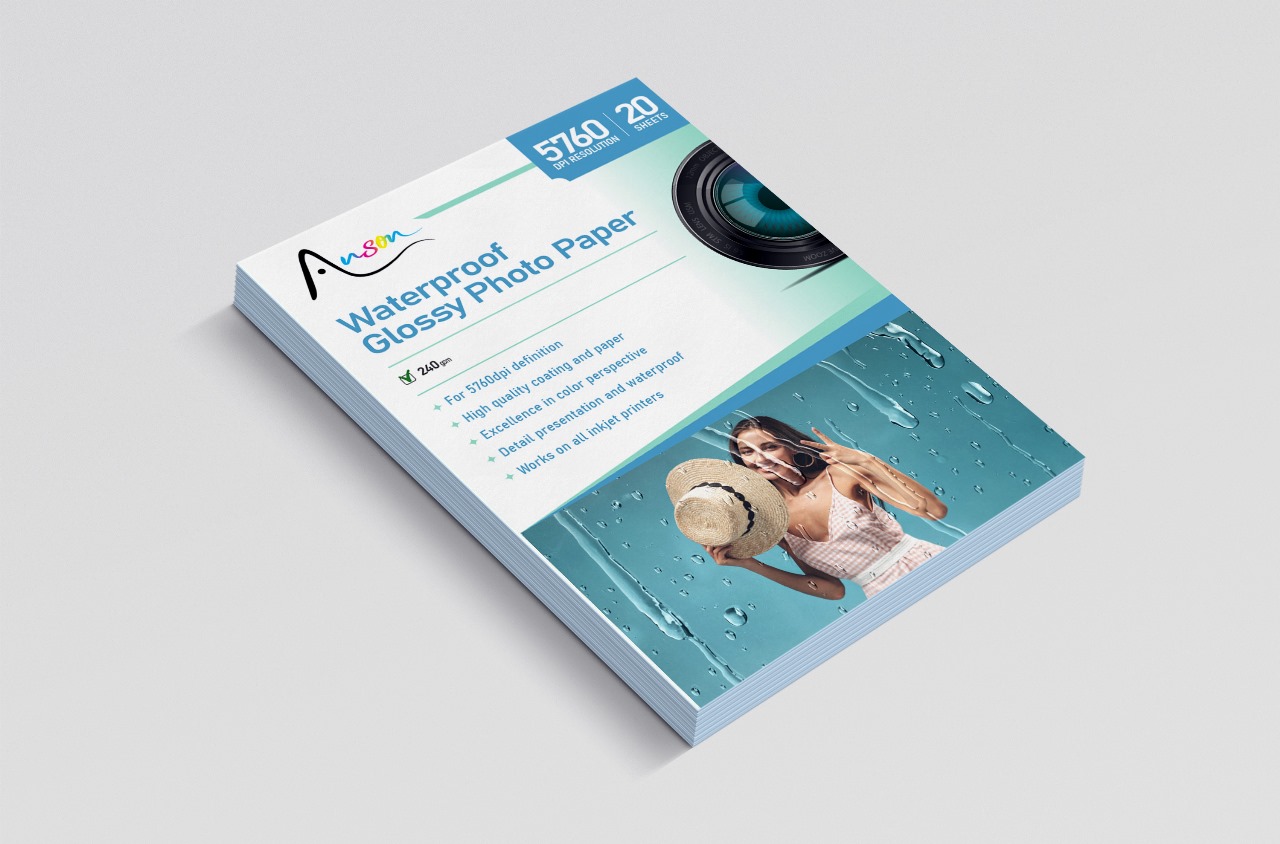 5760
DPI RESOLUTION
20
SHEETS
Anson
Waterproof
Glossy Photo Paper
240gsm
For 5760dpi definition
High quality coating and paper
Excellence in color perspective
Detail presentation and waterproof
Works on all inkjet printers
ZOOM